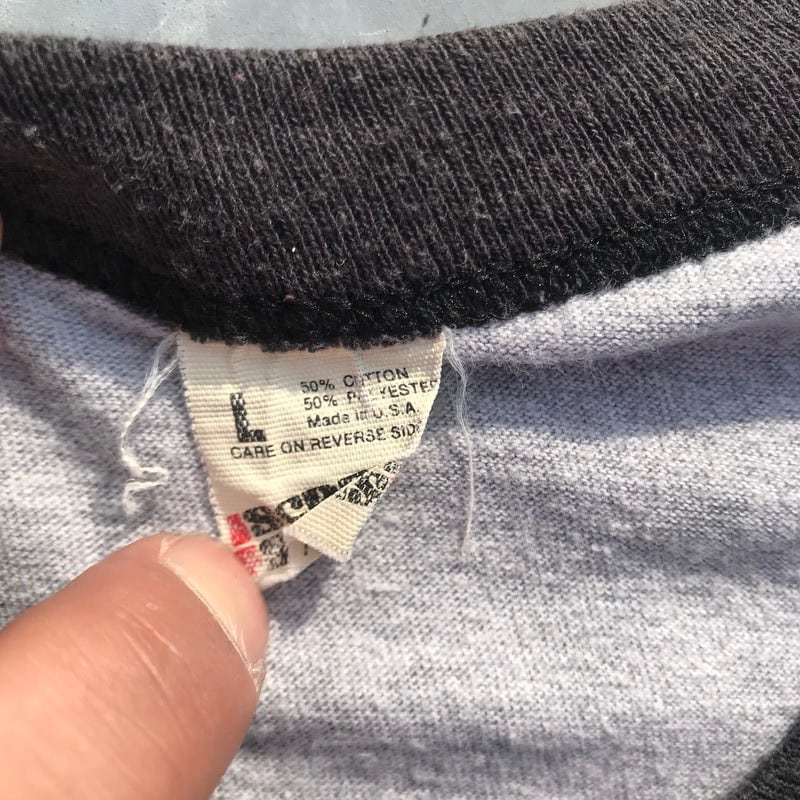 L
50% COTTON
50% POLYESTER
Made in U.S.A.
CARE ON REVERSE SIDE